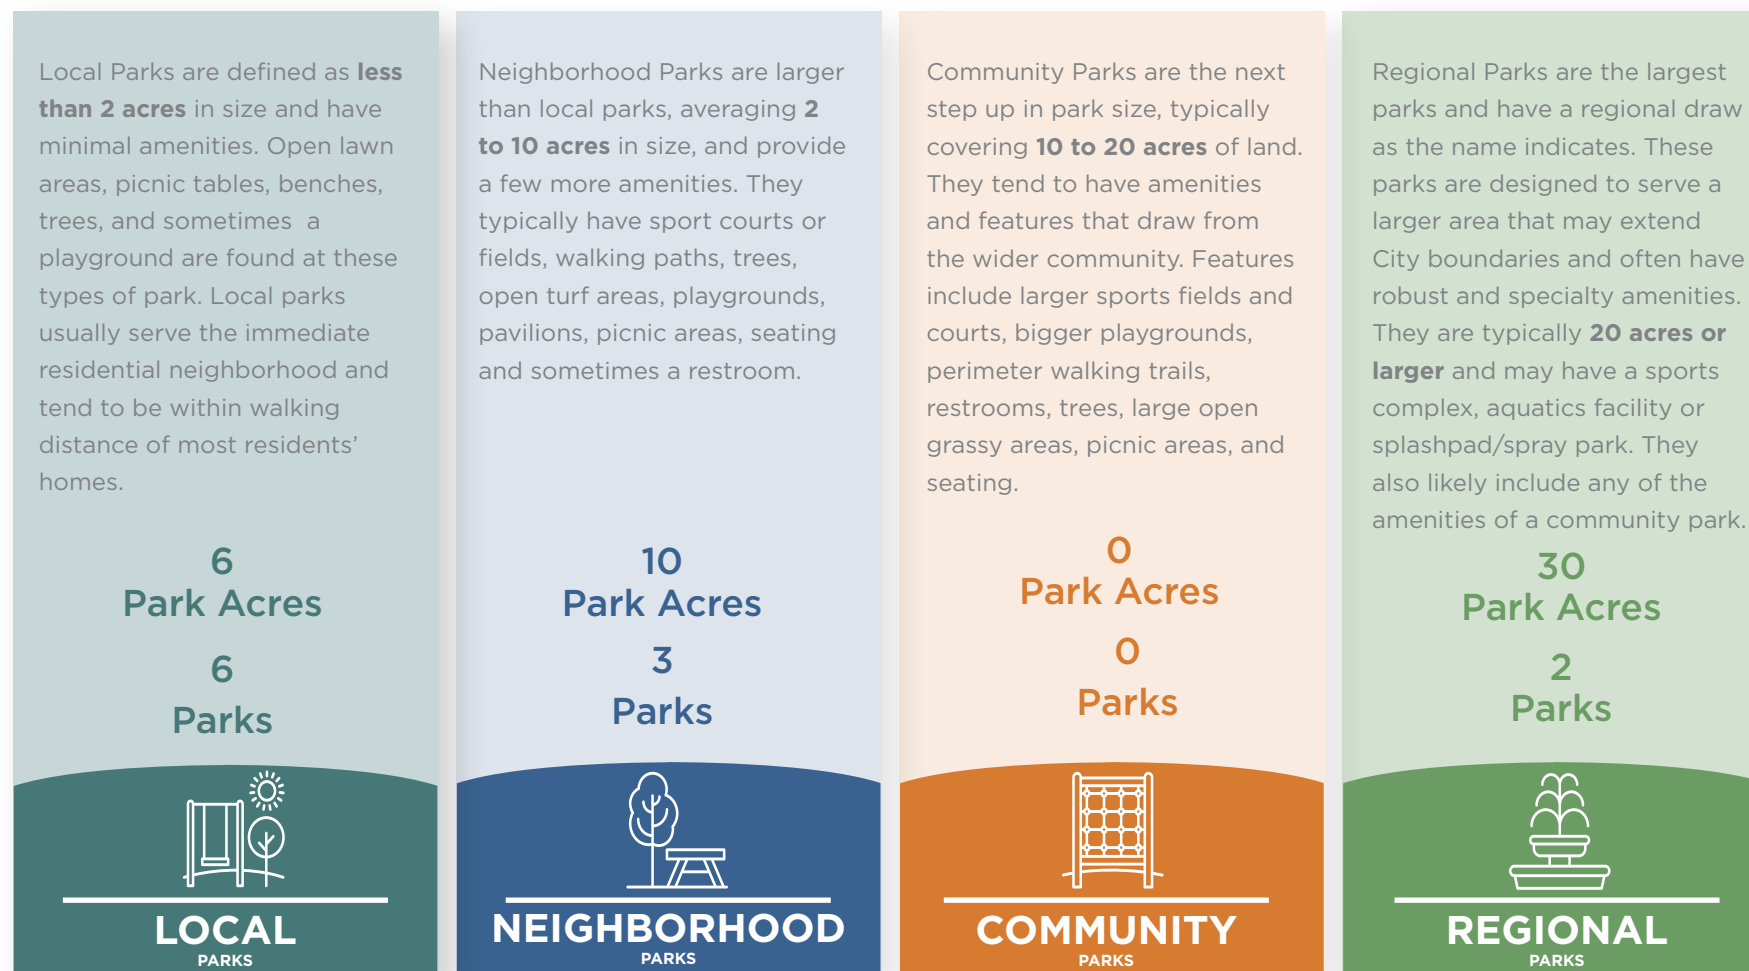 Local Parks are defined as less
than 2 acres in size and have
minimal amenities. Open lawn
areas, picnic tables, benches,
trees, and sometimes a
playground are found at these
types of park. Local parks
usually serve the immediate
residential neighborhood and
tend to be within walking
distance of most residents’
homes.
6
Park Acres
6
Parks
LOCAL
PARKS
Neighborhood Parks are larger
than local parks, averaging 2
to 10 acres in size, and provide
a few more amenities. They
typically have sport courts or
fields, walking paths, trees,
open turf areas, playgrounds,
pavilions, picnic areas, seating
and sometimes a restroom.
10
Park Acres
3
Parks
NEIGHBORHOOD
PARKS
Community Parks are the next
step up in park size, typically
covering 10 to 20 acres of land.
They tend to have amenities
and features that draw from
the wider community. Features
include larger sports fields and
courts, bigger playgrounds,
perimeter walking trails,
restrooms, trees, large open
grassy areas, picnic areas, and
seating.
0
Park Acres
0
Parks
COMMUNITY
PARKS
Regional Parks are the largest
parks and have a regional draw
as the name indicates. These
parks are designed to serve a
larger area that may extend
City boundaries and often have
robust and specialty amenities.
They are typically 20 acres or
larger and may have a sports
complex, aquatics facility or
splashpad/spray park. They
also likely include any of the
amenities of a community park.
30
Park Acres
2
Parks
REGIONAL
PARKS